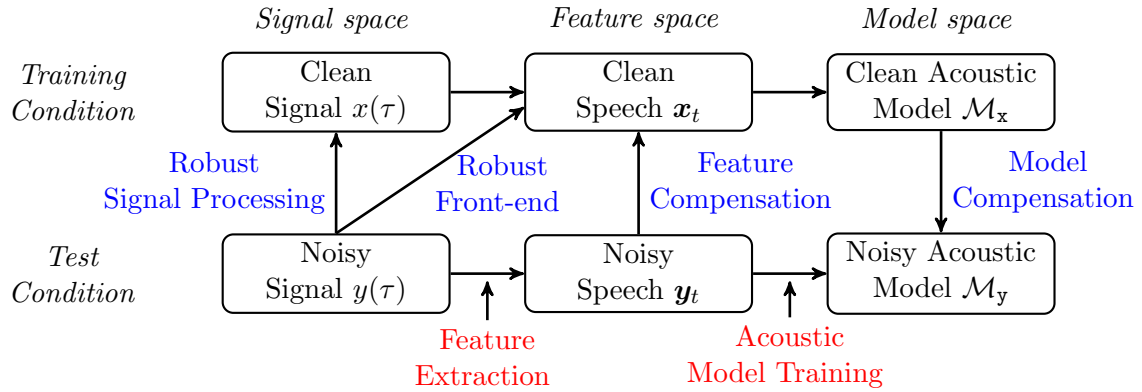 Signal space
Feature space
Model space
Training
Condition
Clean
Signal x(τ)
Clean
Speech 𝒙ₜ
Clean Acoustic
Model ℳₓ
Robust
Signal Processing
Robust
Front-end
Feature
Compensation
Model
Compensation
Test
Condition
Noisy
Signal y(τ)
Noisy
Speech 𝒚ₜ
Noisy Acoustic
Model ℳ_y
Feature
Extraction
Acoustic
Model Training